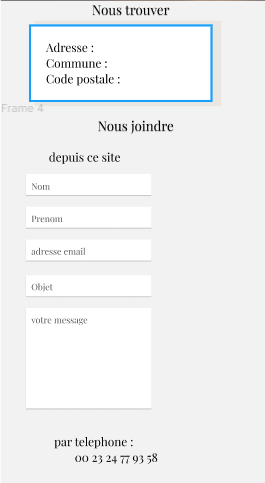 Nous trouver
Adresse :
Commune :
Code postale :
Frame 4
Nous joindre
depuis ce site
Nom
Prenom
adresse email
Objet
votre message
par telephone :
00 23 24 77 93 58